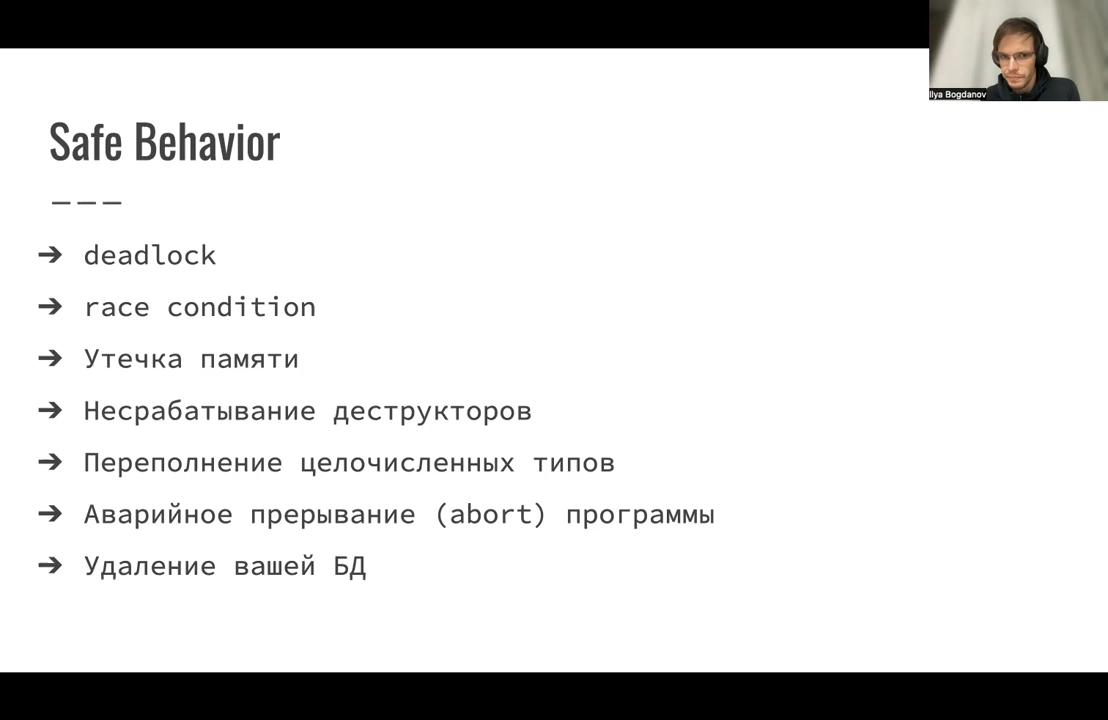 Ilya Bogdanov
Safe Behavior
———
➔ deadlock
➔ race condition
➔ Утечка памяти
➔ Несрабатывание деструкторов
➔ Переполнение целочисленных типов
➔ Аварийное прерывание (abort) программы
➔ Удаление вашей БД